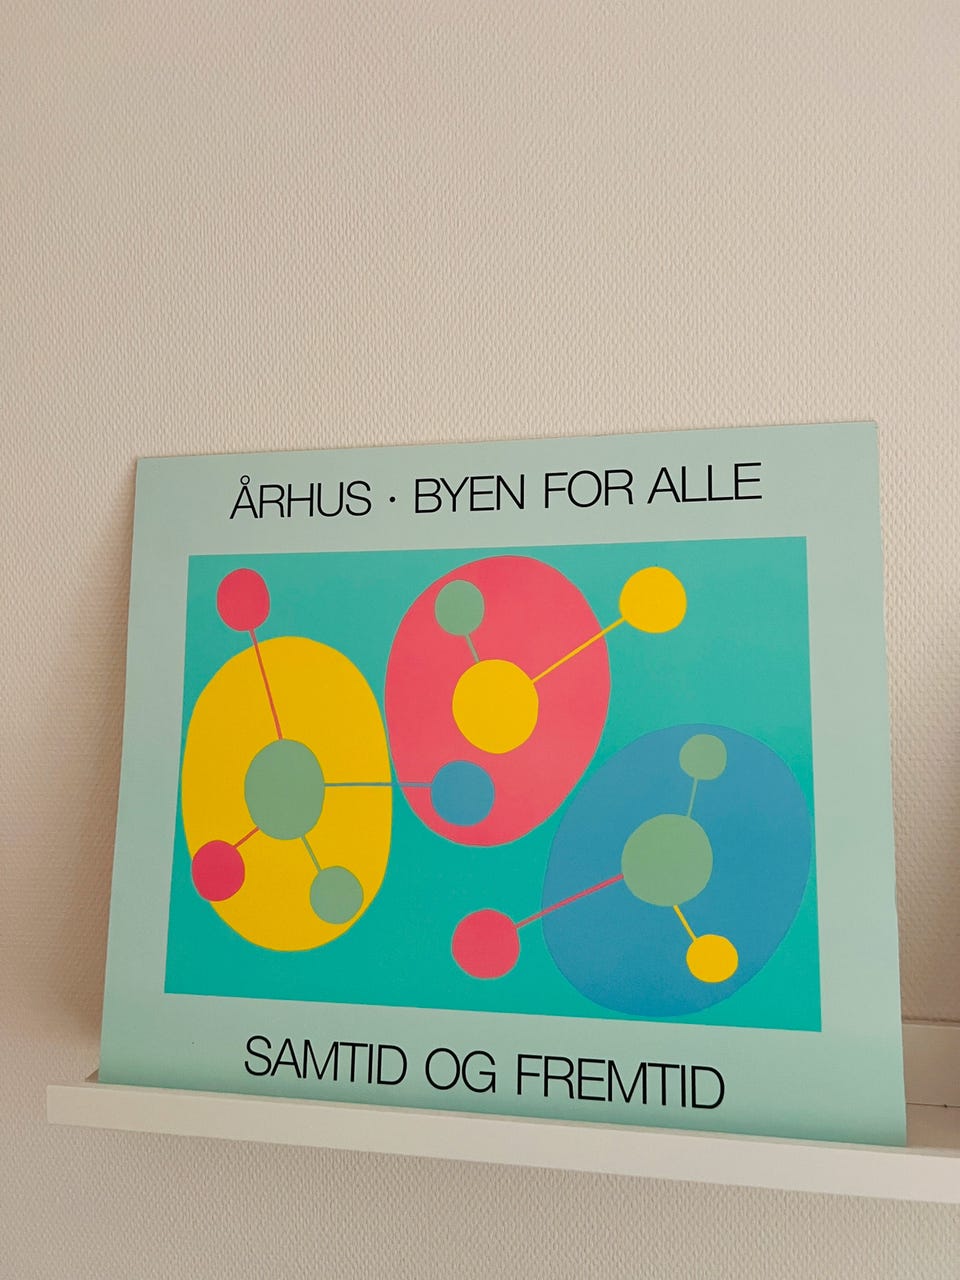 ÅRHUS · BYEN FOR ALLE
SAMTID OG FREMTID